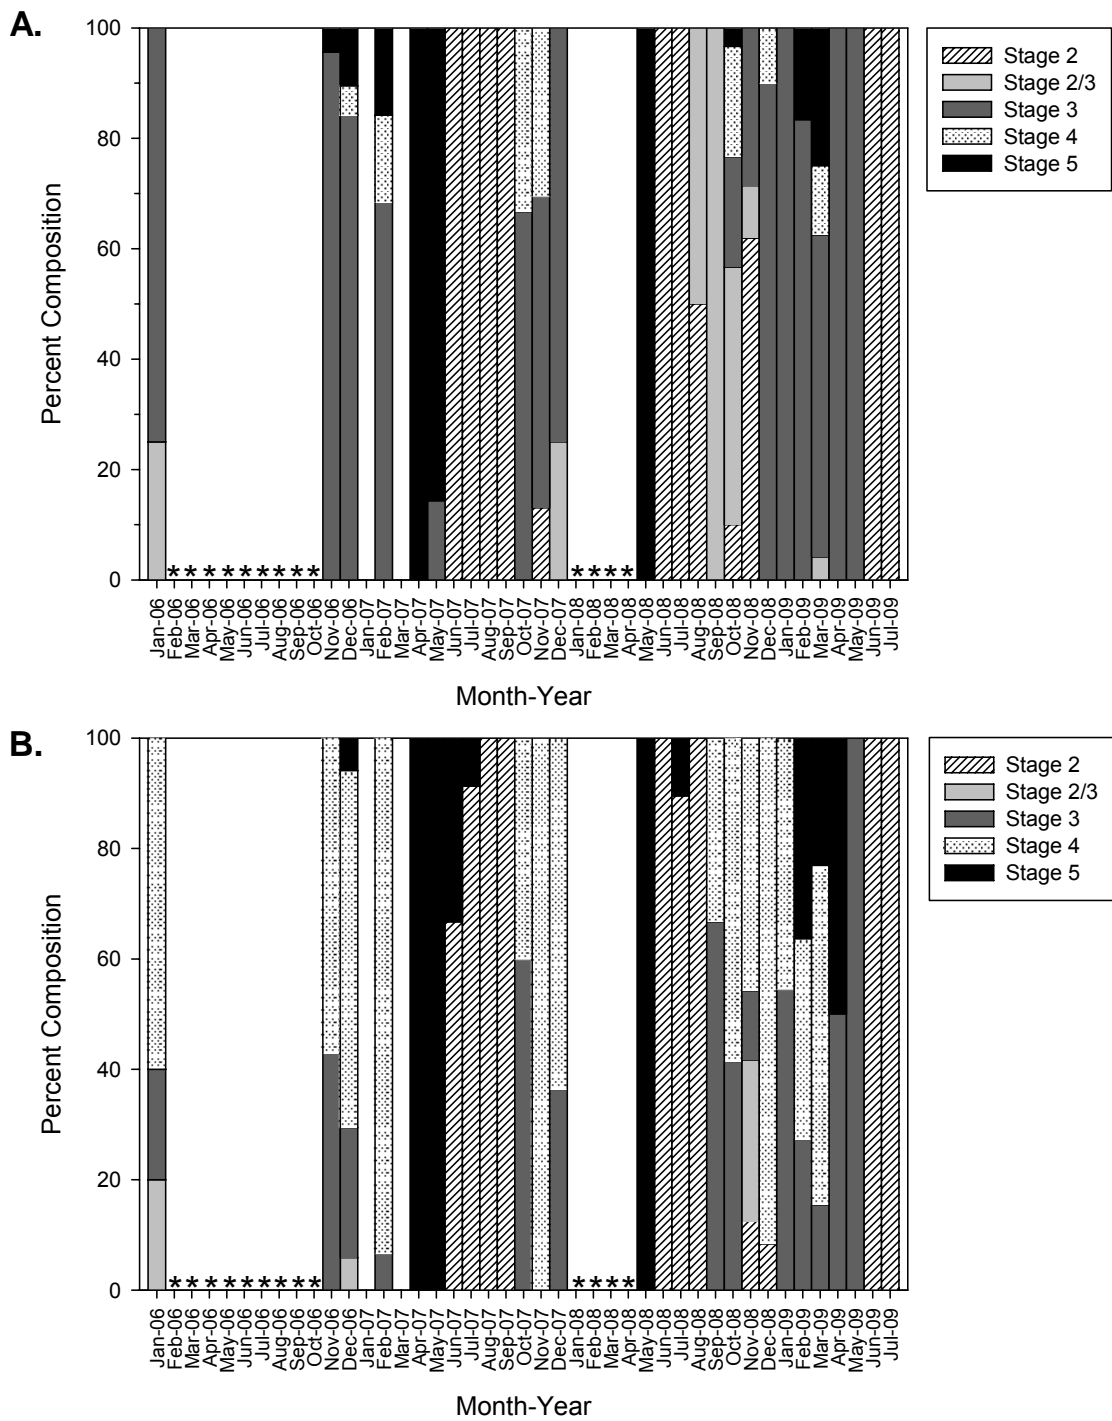 A.
100
80
60
40
20
0
Percent Composition
Stage 2
Stage 2/3
Stage 3
Stage 4
Stage 5
* * * * * * * * *
* * * *
Jan-06
Feb-06
Mar-06
Apr-06
May-06
Jun-06
Jul-06
Aug-06
Sep-06
Oct-06
Nov-06
Dec-06
Jan-07
Feb-07
Mar-07
Apr-07
May-07
Jun-07
Jul-07
Aug-07
Sep-07
Oct-07
Nov-07
Dec-07
Jan-08
Feb-08
Mar-08
Apr-08
May-08
Jun-08
Jul-08
Aug-08
Sep-08
Oct-08
Nov-08
Dec-08
Jan-09
Feb-09
Mar-09
Apr-09
May-09
Jun-09
Jul-09
Month-Year
B.
100
80
60
40
20
0
Percent Composition
Stage 2
Stage 2/3
Stage 3
Stage 4
Stage 5
* * * * * * * * *
* * * *
Jan-06
Feb-06
Mar-06
Apr-06
May-06
Jun-06
Jul-06
Aug-06
Sep-06
Oct-06
Nov-06
Dec-06
Jan-07
Feb-07
Mar-07
Apr-07
May-07
Jun-07
Jul-07
Aug-07
Sep-07
Oct-07
Nov-07
Dec-07
Jan-08
Feb-08
Mar-08
Apr-08
May-08
Jun-08
Jul-08
Aug-08
Sep-08
Oct-08
Nov-08
Dec-08
Jan-09
Feb-09
Mar-09
Apr-09
May-09
Jun-09
Jul-09
Month-Year